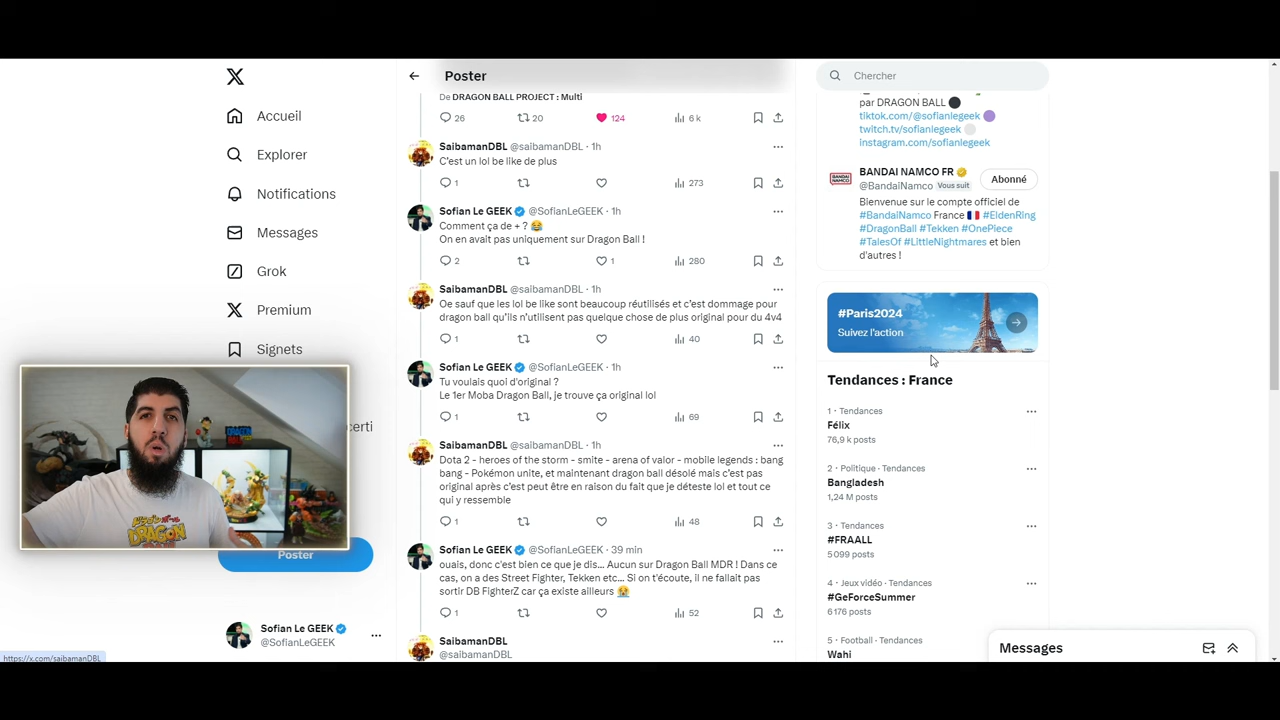 Accueil
Explorer
Notifications
Messages
Grok
Premium
Signets
certi
DRAGON
Poster
Sofian Le GEEK
@SofianLeGEEK
https://x.com/saibamanDBL
Poster
De DRAGON BALL PROJECT : Multi
26 20 124 6 k
SaibamanDBL @saibamanDBL · 1h
C'est un lol be like de plus
1 273
Sofian Le GEEK @SofianLeGEEK · 1h
Comment ça de + ? 😂
On en avait pas uniquement sur Dragon Ball !
2 1 280
SaibamanDBL @saibamanDBL · 1h
Oe sauf que les lol be like sont beaucoup réutilisés et c'est dommage pour
dragon ball qu'ils n'utilisent pas quelque chose de plus original pour du 4v4
1 40
Sofian Le GEEK @SofianLeGEEK · 1h
Tu voulais quoi d'original ?
Le 1er Moba Dragon Ball, je trouve ça original lol
1 69
SaibamanDBL @saibamanDBL · 1h
Dota 2 - heroes of the storm - smite - arena of valor - mobile legends : bang
bang - Pokémon unite, et maintenant dragon ball désolé mais c'est pas
original après c'est peut être en raison du fait que je déteste lol et tout ce
qui y ressemble
1 48
Sofian Le GEEK @SofianLeGEEK · 39 min
ouais, donc c'est bien ce que je dis... Aucun sur Dragon Ball MDR ! Dans ce
cas, on a des Street Fighter, Tekken etc... Si on t'écoute, il ne fallait pas
sortir DB FighterZ car ça existe ailleurs 😭
1 52
SaibamanDBL
@saibamanDBL
Chercher
par DRAGON BALL
tiktok.com/@sofianlegeek
twitch.tv/sofianlegeek
instagram.com/sofianlegeek
BANDAI NAMCO FR
@BandaiNamco Vous suit
Abonné
Bienvenue sur le compte officiel de
#BandaiNamco France 🇫🇷 #EldenRing
#DragonBall #Tekken #OnePiece
#TalesOf #LittleNightmares et bien
d'autres !
#Paris2024
Suivez l'action
Tendances : France
1 · Tendances
Félix
76,9 k posts
2 · Politique · Tendances
Bangladesh
1,24 M posts
3 · Tendances
#FRAALL
5 099 posts
4 · Jeux vidéo · Tendances
#GeForceSummer
6 176 posts
5 · Football · Tendances
Wahi
Messages